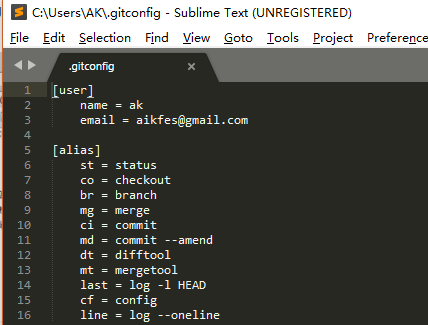 C:\Users\AK\.gitconfig - Sublime Text (UNREGISTERED)
File Edit Selection Find View Goto Tools Project Preference
.gitconfig ×
1 [user]
2 name = ak
3 email = aikfes@gmail.com
4
5 [alias]
6 st = status
7 co = checkout
8 br = branch
9 mg = merge
10 ci = commit
11 md = commit --amend
12 dt = difftool
13 mt = mergetool
14 last = log -l HEAD
15 cf = config
16 line = log --oneline